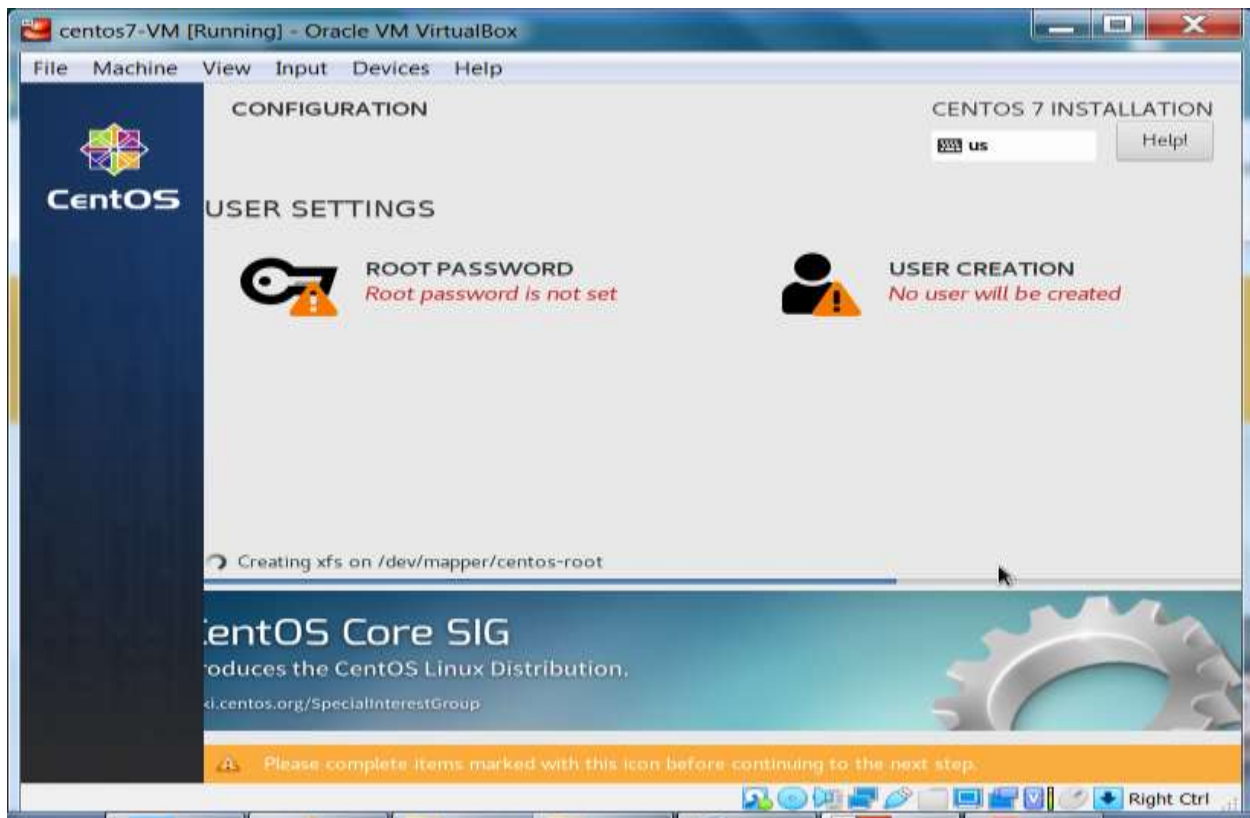 centos7-VM [Running] - Oracle VM VirtualBox
File Machine View Input Devices Help
CONFIGURATION
CENTOS 7 INSTALLATION
us
Help!
CentOS
USER SETTINGS
ROOT PASSWORD
Root password is not set
USER CREATION
No user will be created
Creating xfs on /dev/mapper/centos-root
entOS Core SIG
oduces the CentOS Linux Distribution.
ki.centos.org/SpecialInterestGroup
Please complete items marked with this icon before continuing to the next step.
Right Ctrl